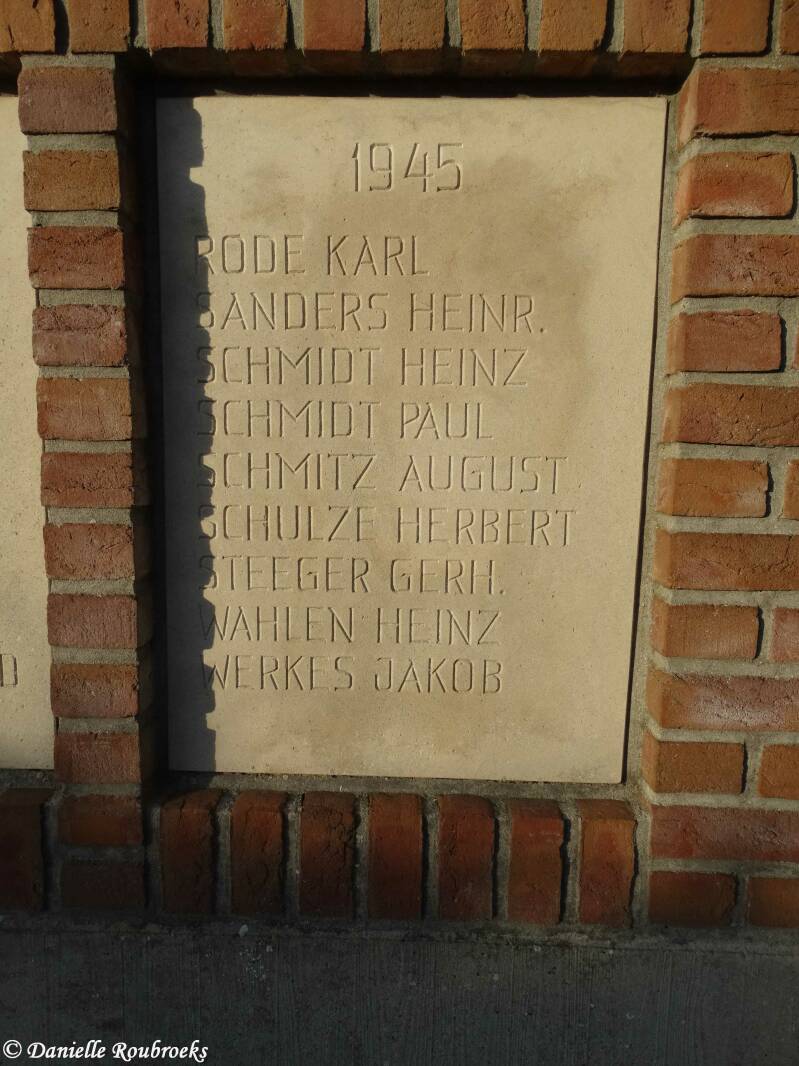 1945
RODE KARL
SANDERS HEINR.
SCHMIDT HEINZ
SCHMIDT PAUL
SCHMITZ AUGUST
SCHULZE HERBERT
STEEGER GERH.
WAHLEN HEINZ
WERKES JAKOB
© Danielle Roubroeks